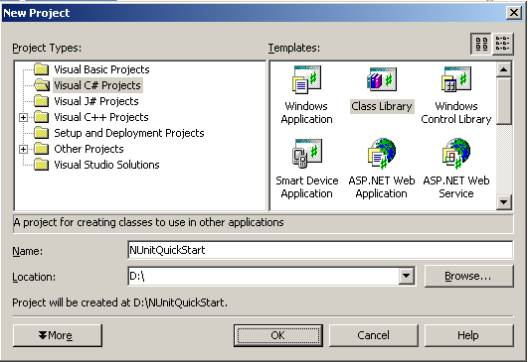 New Project
Project Types:
Templates:
Visual Basic Projects
Visual C# Projects
Visual J# Projects
Visual C++ Projects
Setup and Deployment Projects
Other Projects
Visual Studio Solutions
Windows Application
Class Library
Windows Control Library
Smart Device Application
ASP.NET Web Application
ASP.NET Web Service
A project for creating classes to use in other applications
Name:
NUnitQuickStart
Location:
D:\
Browse...
Project will be created at D:\NUnitQuickStart.
More
OK
Cancel
Help